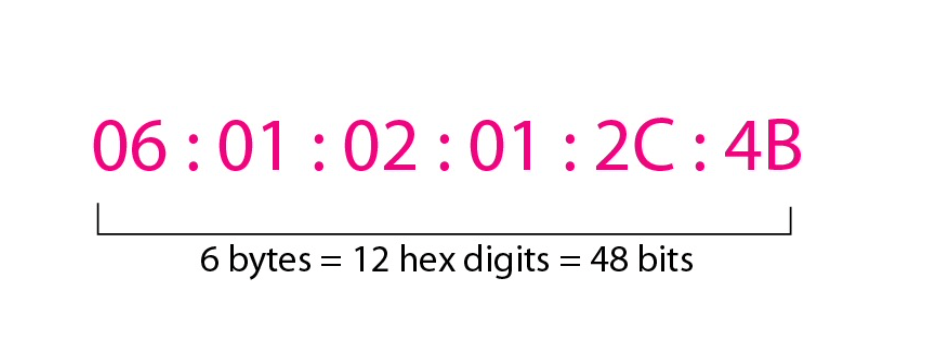 06 : 01 : 02 : 01 : 2C : 4B
6 bytes = 12 hex digits = 48 bits